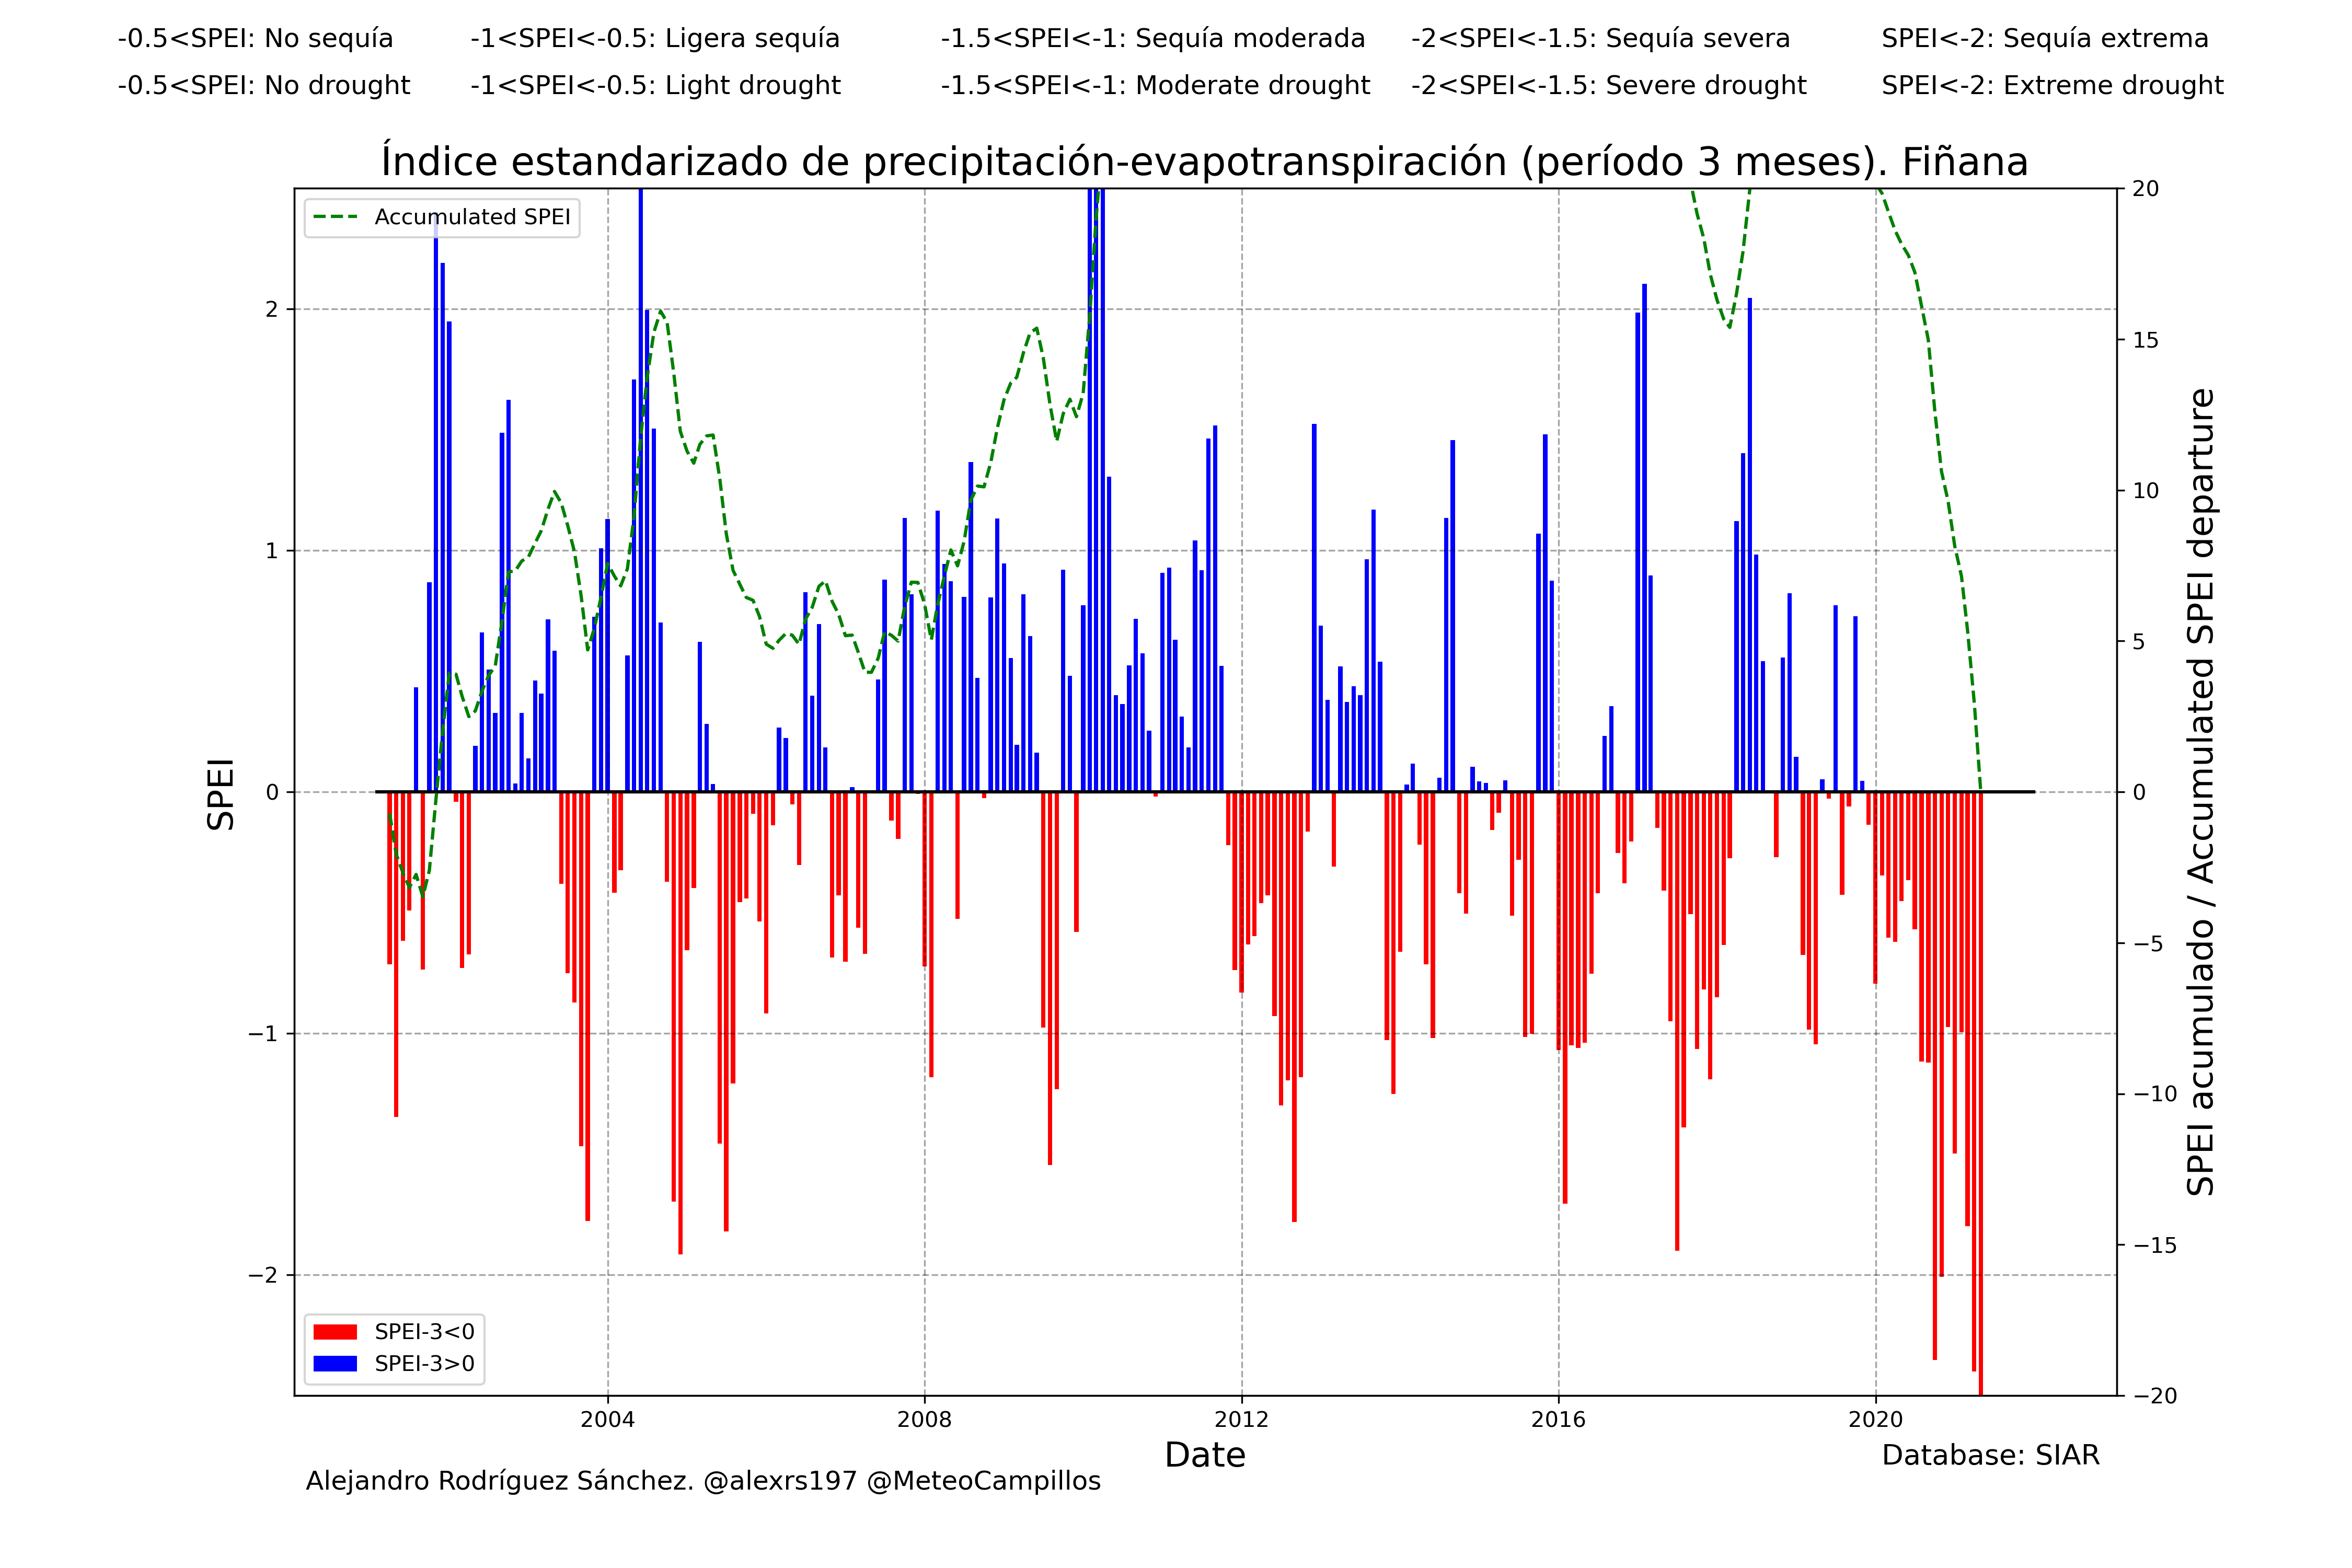 -0.5<SPEI: No sequía -1<SPEI<-0.5: Ligera sequía -1.5<SPEI<-1: Sequía moderada -2<SPEI<-1.5: Sequía severa SPEI<-2: Sequía extrema
-0.5<SPEI: No drought -1<SPEI<-0.5: Light drought -1.5<SPEI<-1: Moderate drought -2<SPEI<-1.5: Severe drought SPEI<-2: Extreme drought
Índice estandarizado de precipitación-evapotranspiración (período 3 meses). Fiñana
Accumulated SPEI
2
1
0
−1
−2
SPEI
20
15
10
5
0
−5
−10
−15
−20
SPEI acumulado / Accumulated SPEI departure
SPEI-3<0
SPEI-3>0
2004 2008 2012 2016 2020
Date
Database: SIAR
Alejandro Rodríguez Sánchez. @alexrs197 @MeteoCampillos